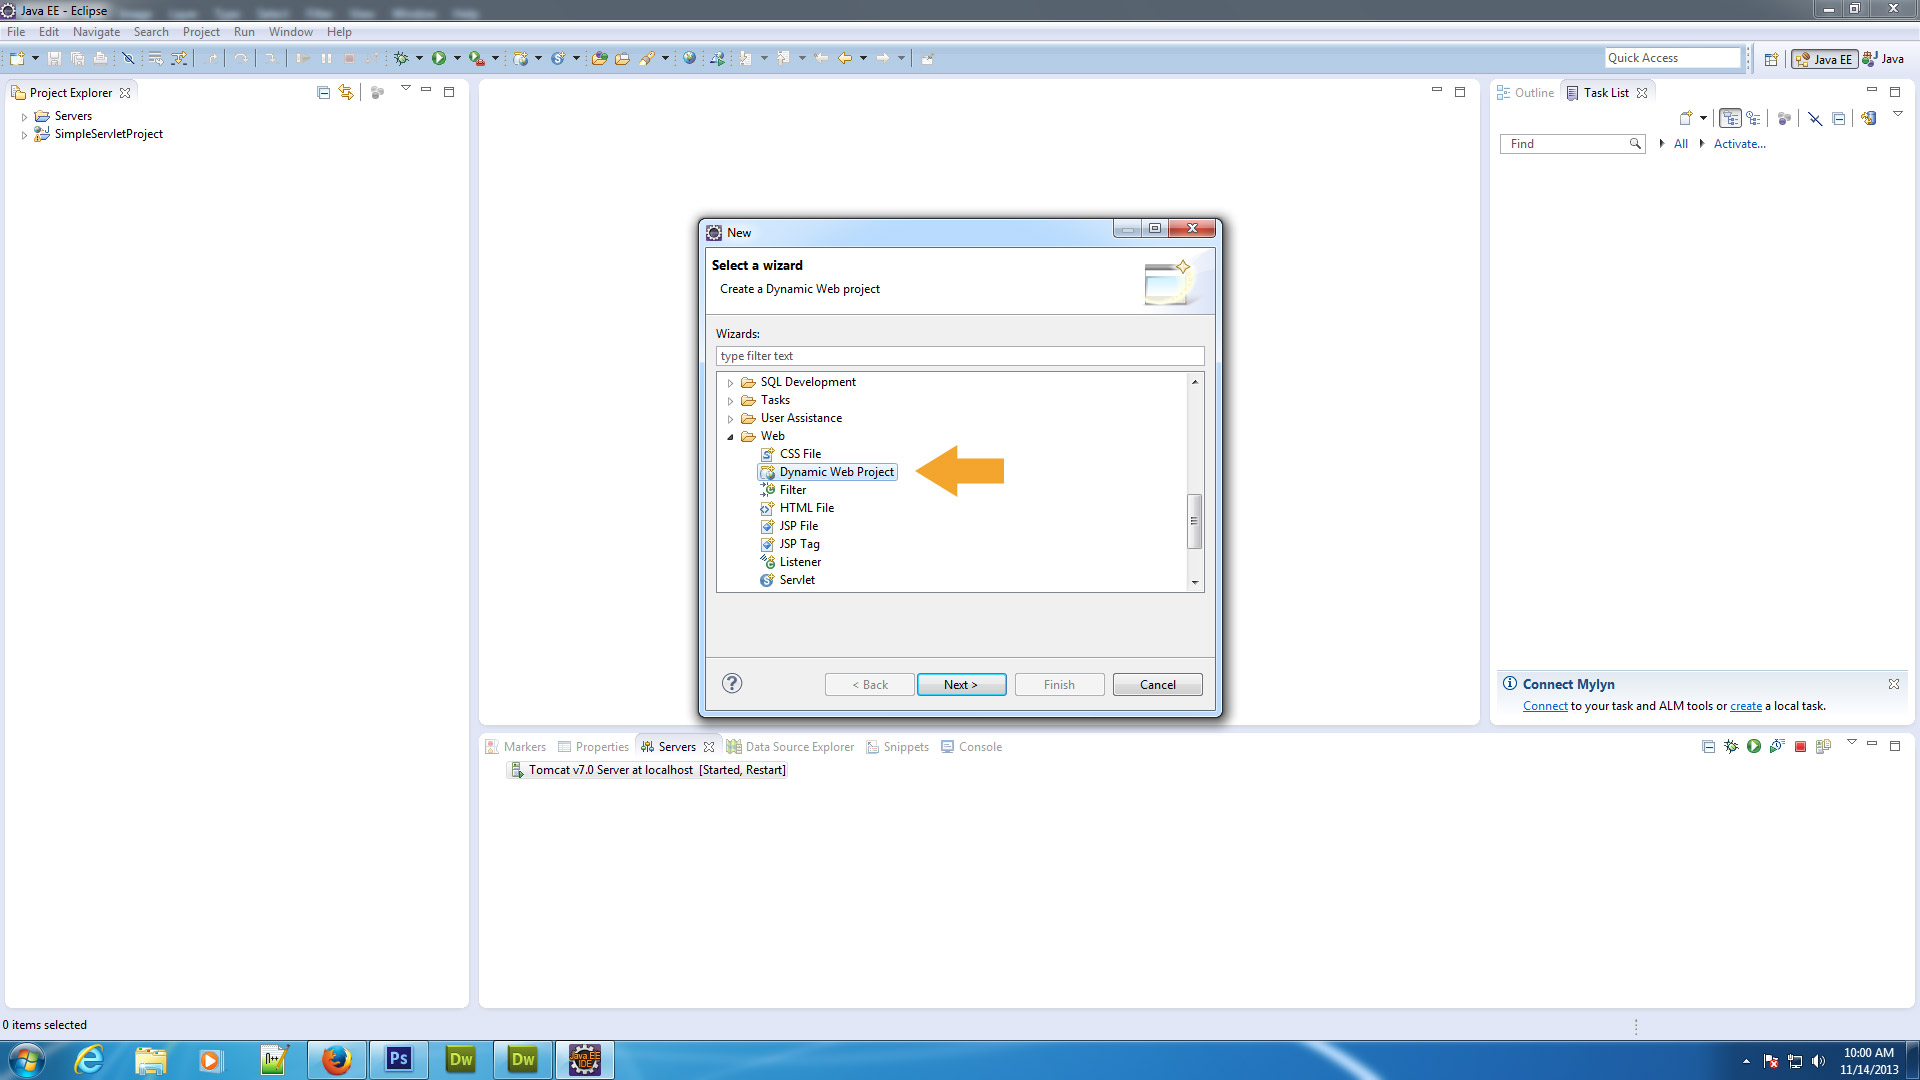 Java EE - Eclipse
File Edit Navigate Search Project Run Window Help
Quick Access
Java EE
Java
Project Explorer
Servers
SimpleServletProject
Outline
Task List
Find
All
Activate...
New
Select a wizard
Create a Dynamic Web project
Wizards:
type filter text
SQL Development
Tasks
User Assistance
Web
CSS File
Dynamic Web Project
Filter
HTML File
JSP File
JSP Tag
Listener
Servlet
< Back
Next >
Finish
Cancel
Connect Mylyn
Connect to your task and ALM tools or create a local task.
Markers Properties Servers Data Source Explorer Snippets Console
Tomcat v7.0 Server at localhost [Started, Restart]
0 items selected
Ps
Dw
Dw
Java EE
IDE
10:00 AM
11/14/2013